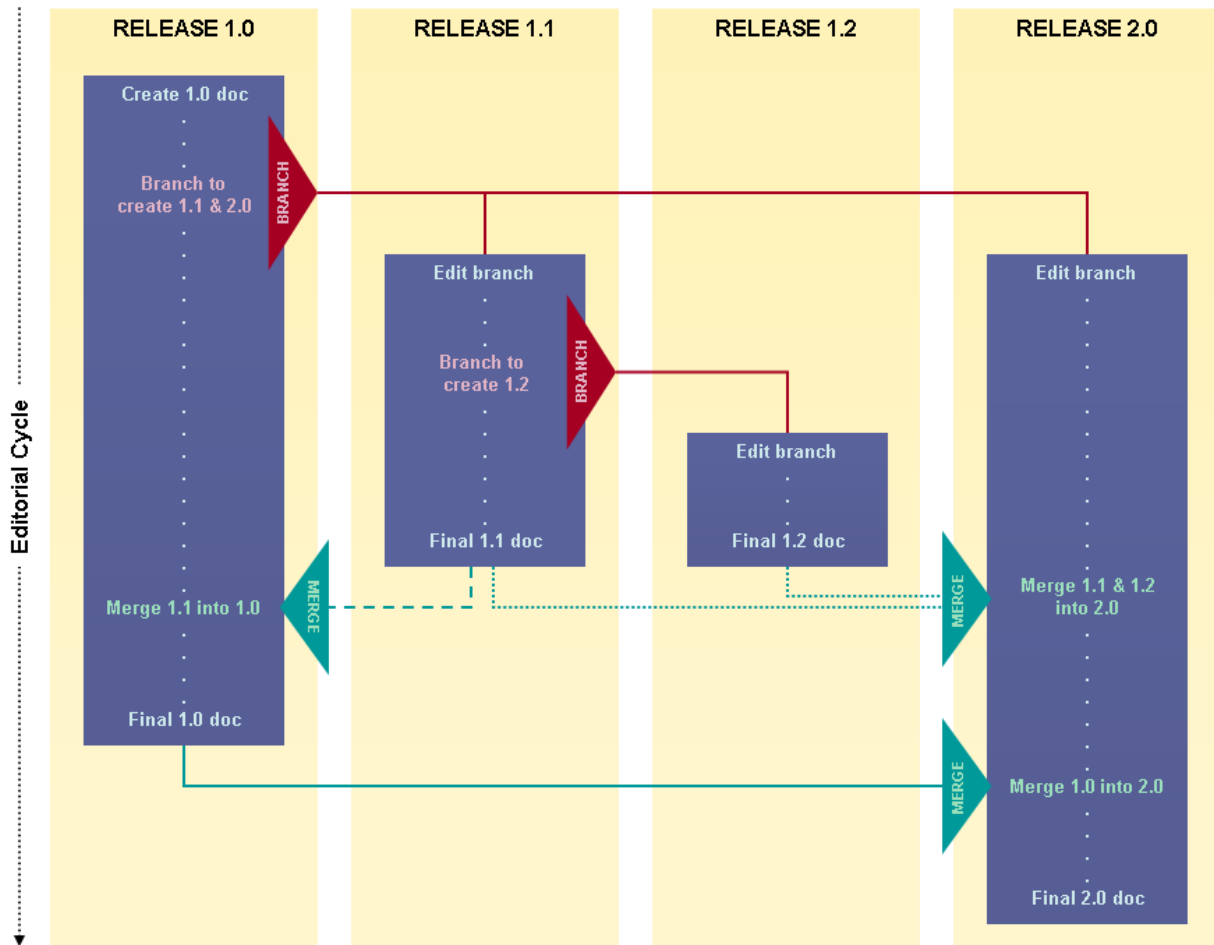 RELEASE 1.0
RELEASE 1.1
RELEASE 1.2
RELEASE 2.0
Create 1.0 doc
Branch to
create 1.1 & 2.0
BRANCH
Edit branch
Edit branch
Branch to
create 1.2
BRANCH
Edit branch
Editorial Cycle
Final 1.1 doc
Final 1.2 doc
Merge 1.1 into 1.0
MERGE
MERGE
Merge 1.1 & 1.2
into 2.0
Final 1.0 doc
MERGE
Merge 1.0 into 2.0
Final 2.0 doc